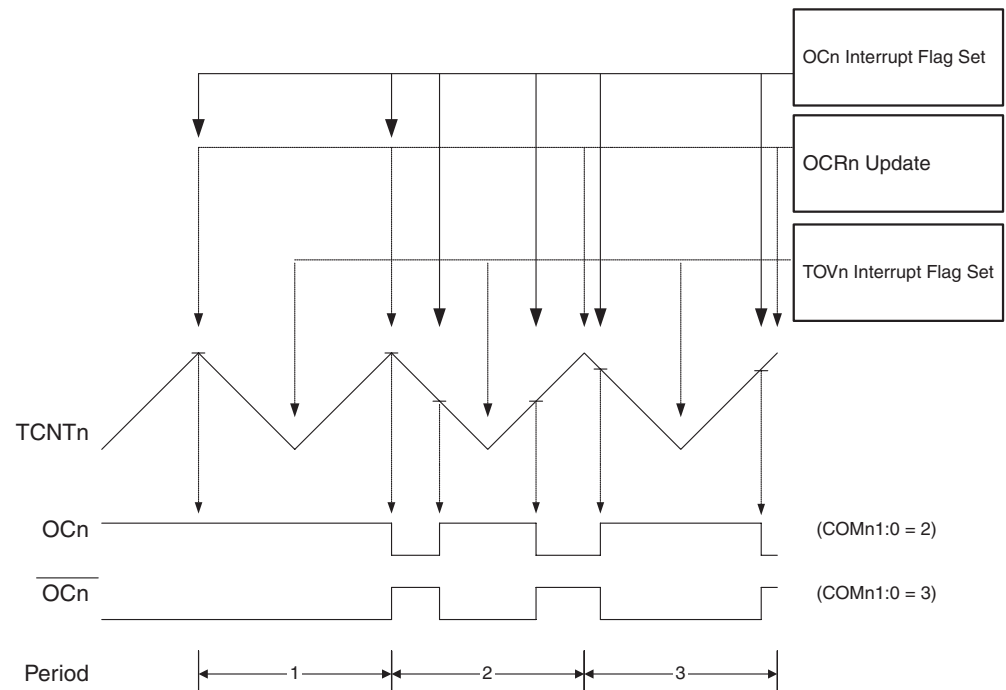 OCn Interrupt Flag Set
OCRn Update
TOVn Interrupt Flag Set
TCNTn
OCn
(COMn1:0 = 2)
OCn
(COMn1:0 = 3)
Period
1
2
3